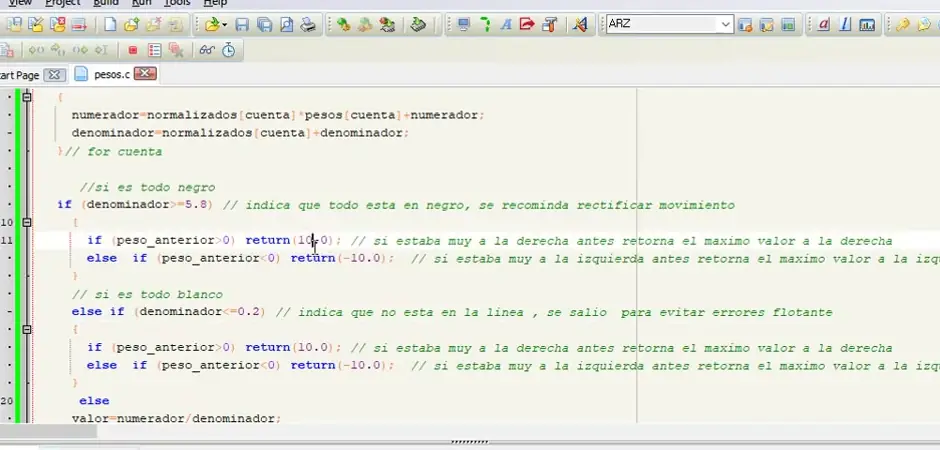 View Project Build Run Tools Help
ARZ
Start Page pesos.c
{
numerador=normalizados[cuenta]*pesos[cuenta]+numerador;
denominador=normalizados[cuenta]+denominador;
}// for cuenta
//si es todo negro
if (denominador>=5.8) // indica que todo esta en negro, se recominda rectificar movimiento
10 {
11 if (peso_anterior>0) return(10.0); // si estaba muy a la derecha antes retorna el maximo valor a la derecha
else if (peso_anterior<0) return(-10.0); // si estaba muy a la izquierda antes retorna el maximo valor a la izq
}
// si es todo blanco
else if (denominador<=0.2) // indica que no esta en la linea , se salio para evitar errores flotante
{
if (peso_anterior>0) return(10.0); // si estaba muy a la derecha antes retorna el maximo valor a la derecha
else if (peso_anterior<0) return(-10.0); // si estaba muy a la izquierda antes retorna el maximo valor a la izq
}
20 else
valor=numerador/denominador;